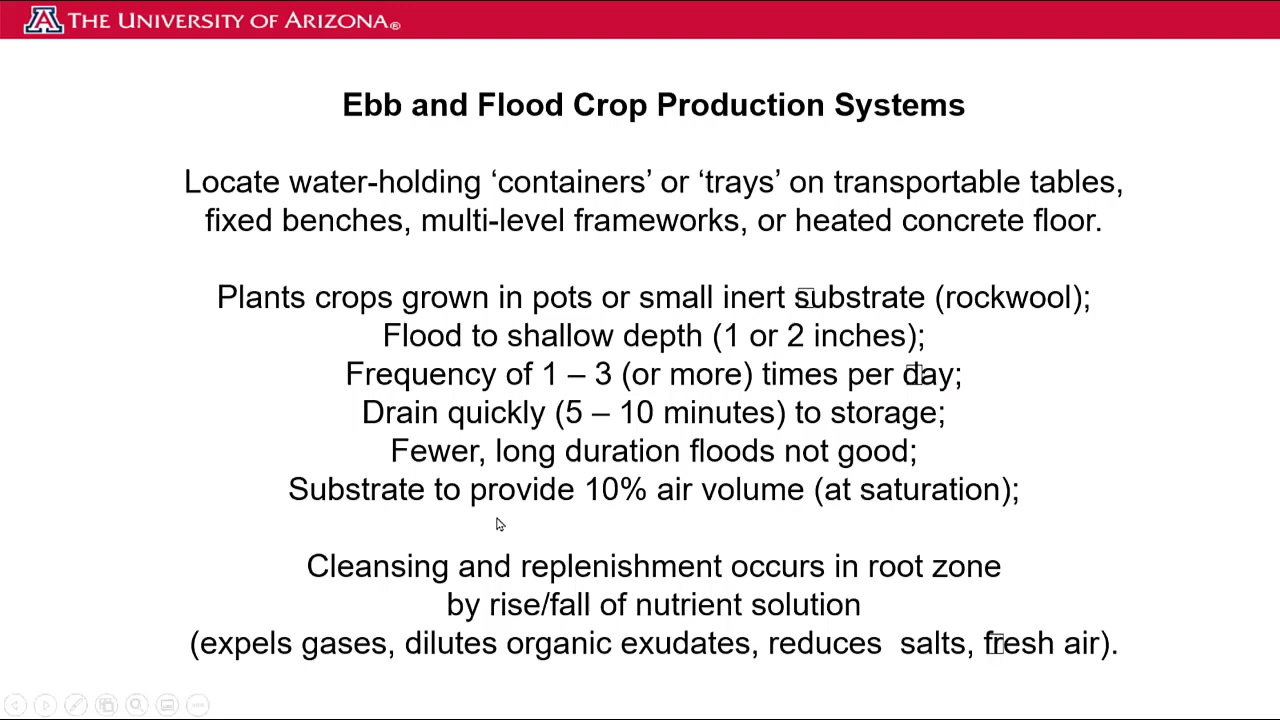 THE UNIVERSITY OF ARIZONA®
Ebb and Flood Crop Production Systems
Locate water-holding ‘containers’ or ‘trays’ on transportable tables,
fixed benches, multi-level frameworks, or heated concrete floor.
Plants crops grown in pots or small inert substrate (rockwool);
Flood to shallow depth (1 or 2 inches);
Frequency of 1 – 3 (or more) times per day;
Drain quickly (5 – 10 minutes) to storage;
Fewer, long duration floods not good;
Substrate to provide 10% air volume (at saturation);
Cleansing and replenishment occurs in root zone
by rise/fall of nutrient solution
(expels gases, dilutes organic exudates, reduces  salts, fresh air).